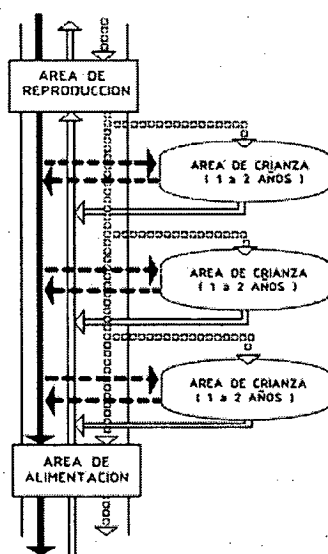 AREA DE
REPRODUCCION
AREA DE CRIANZA
( 1 a 2 AÑOS )
AREA DE CRIANZA
( 1 a 2 AÑOS )
AREA DE CRIANZA
( 1 a 2 AÑOS )
AREA DE
ALIMENTACION